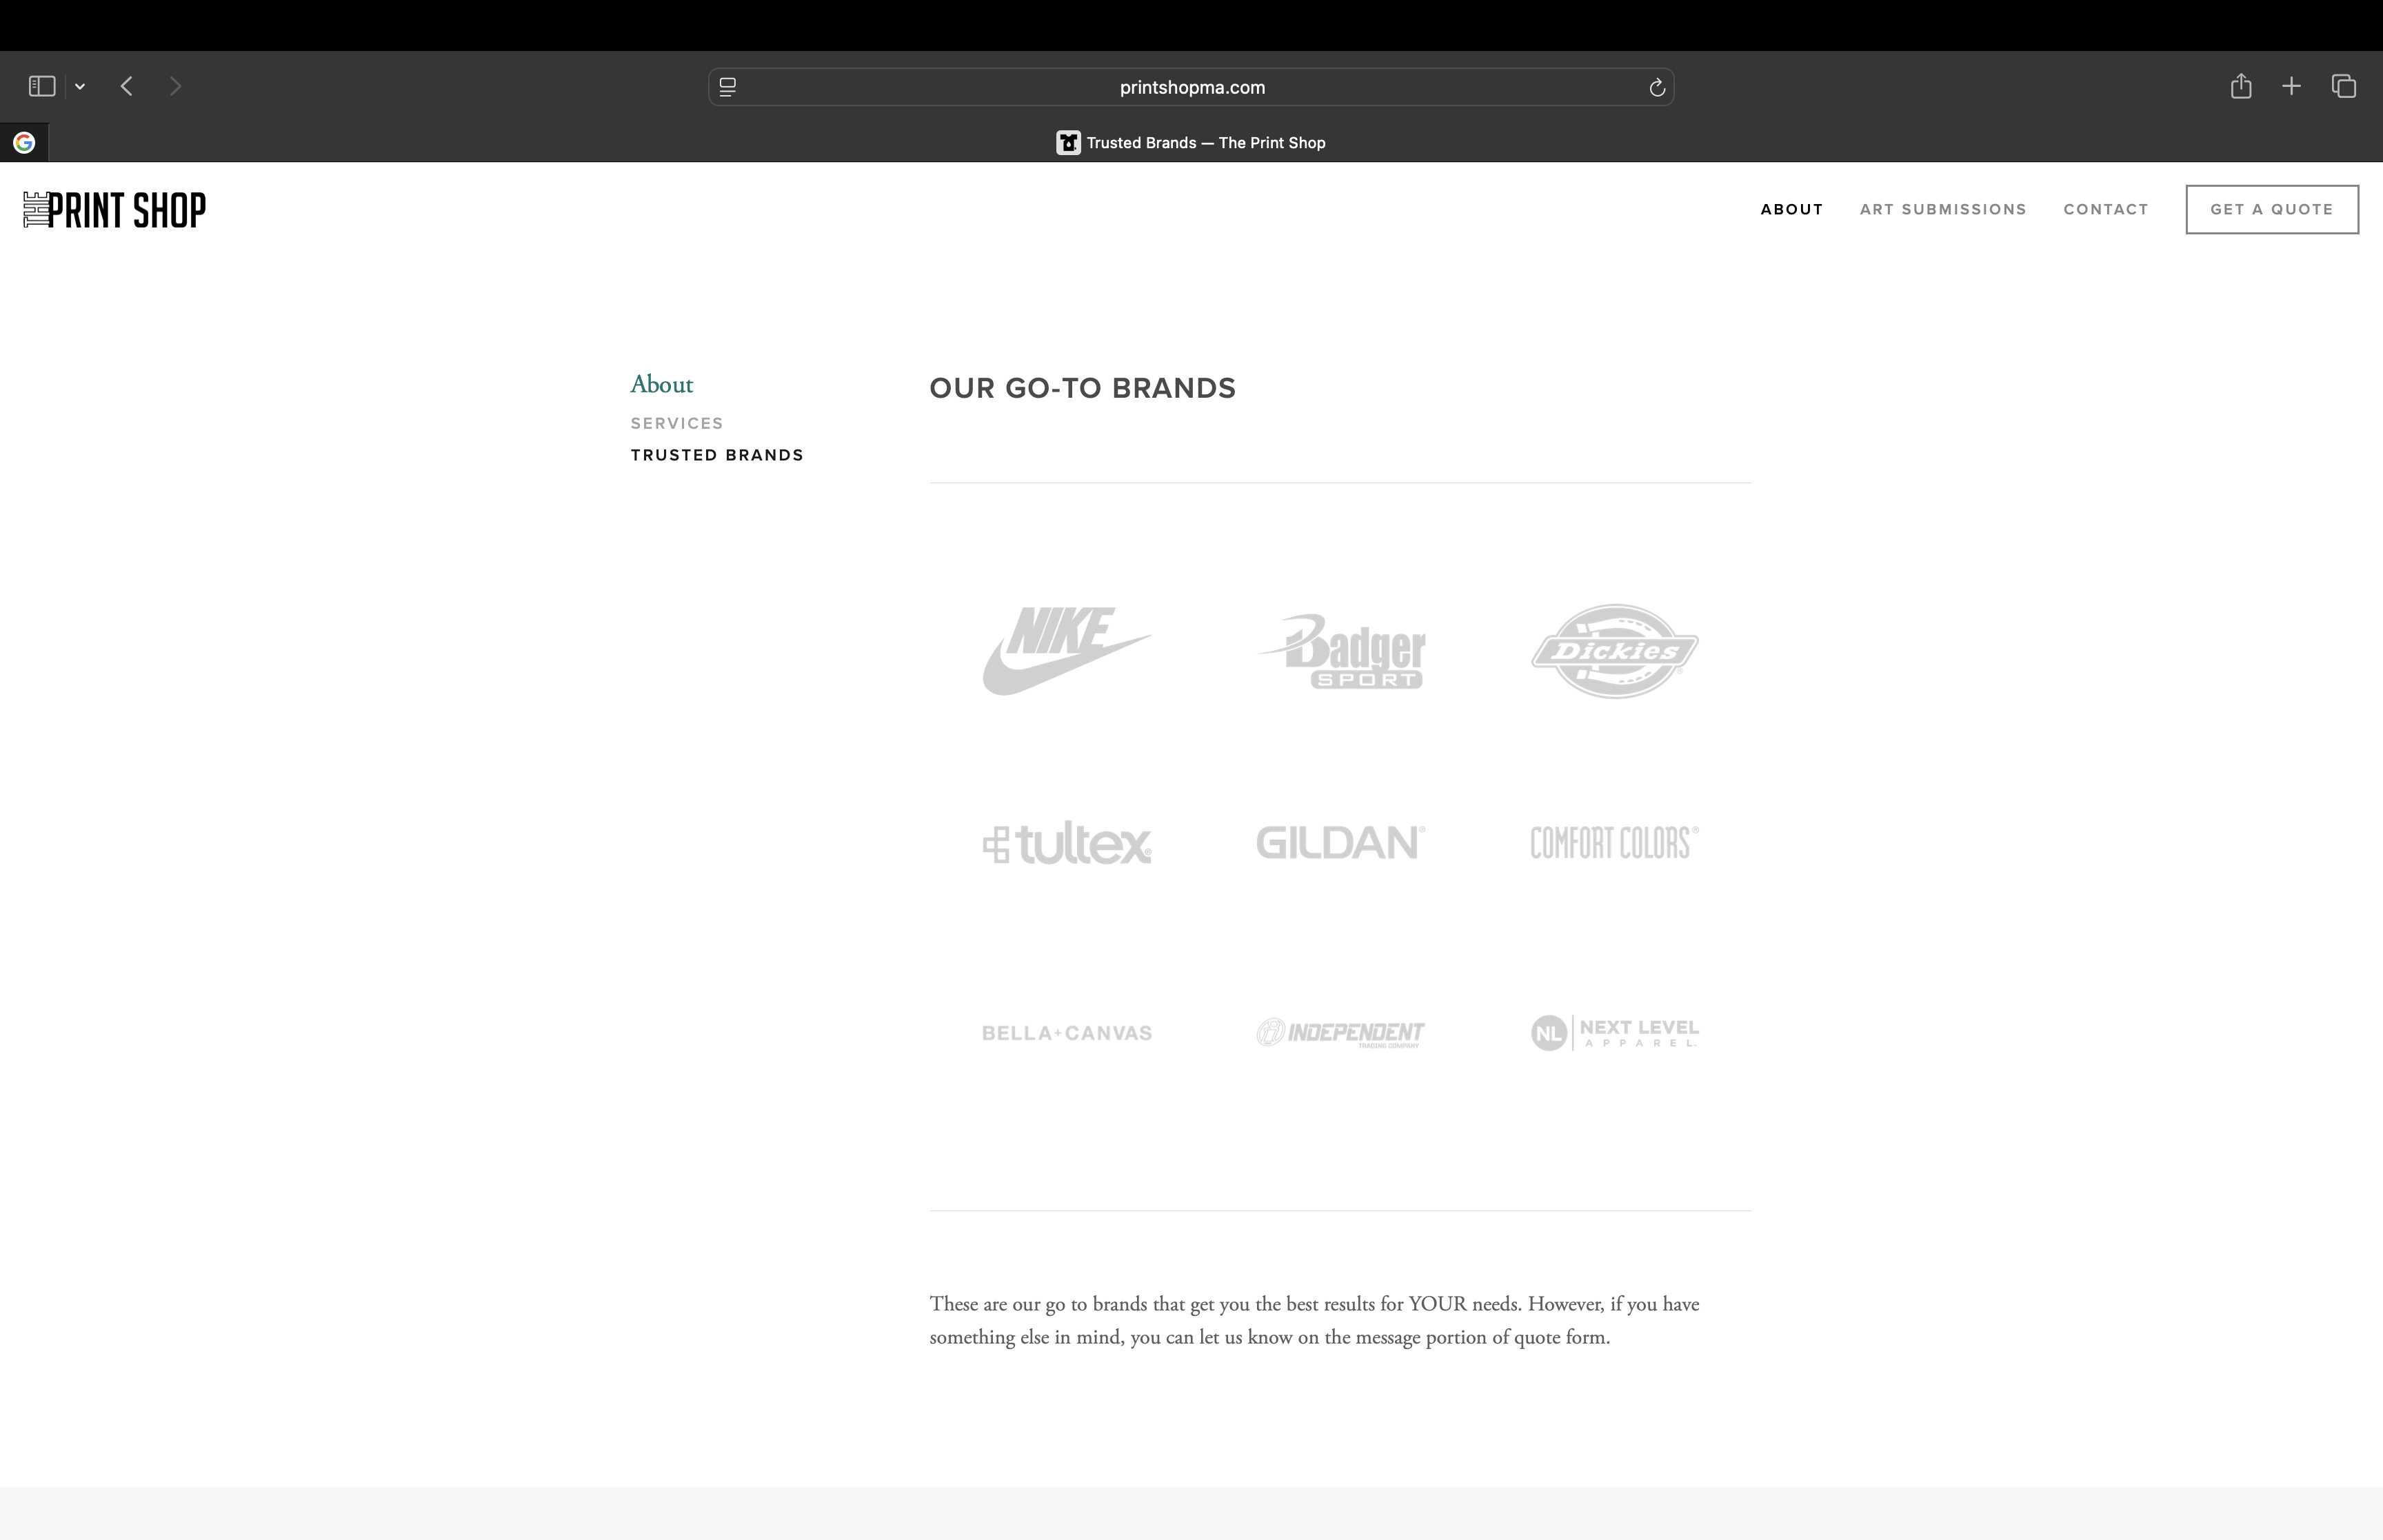 printshopma.com
Trusted Brands — The Print Shop
THE PRINT SHOP
ABOUT
ART SUBMISSIONS
CONTACT
GET A QUOTE
About
SERVICES
TRUSTED BRANDS
OUR GO-TO BRANDS
NIKE
Badger
SPORT
Dickies®
tultex®
GILDAN®
COMFORT COLORS®
BELLA+CANVAS
INDEPENDENT
TRADING COMPANY
NL
NEXT LEVEL
APPAREL™
These are our go to brands that get you the best results for YOUR needs. However, if you have
something else in mind, you can let us know on the message portion of quote form.